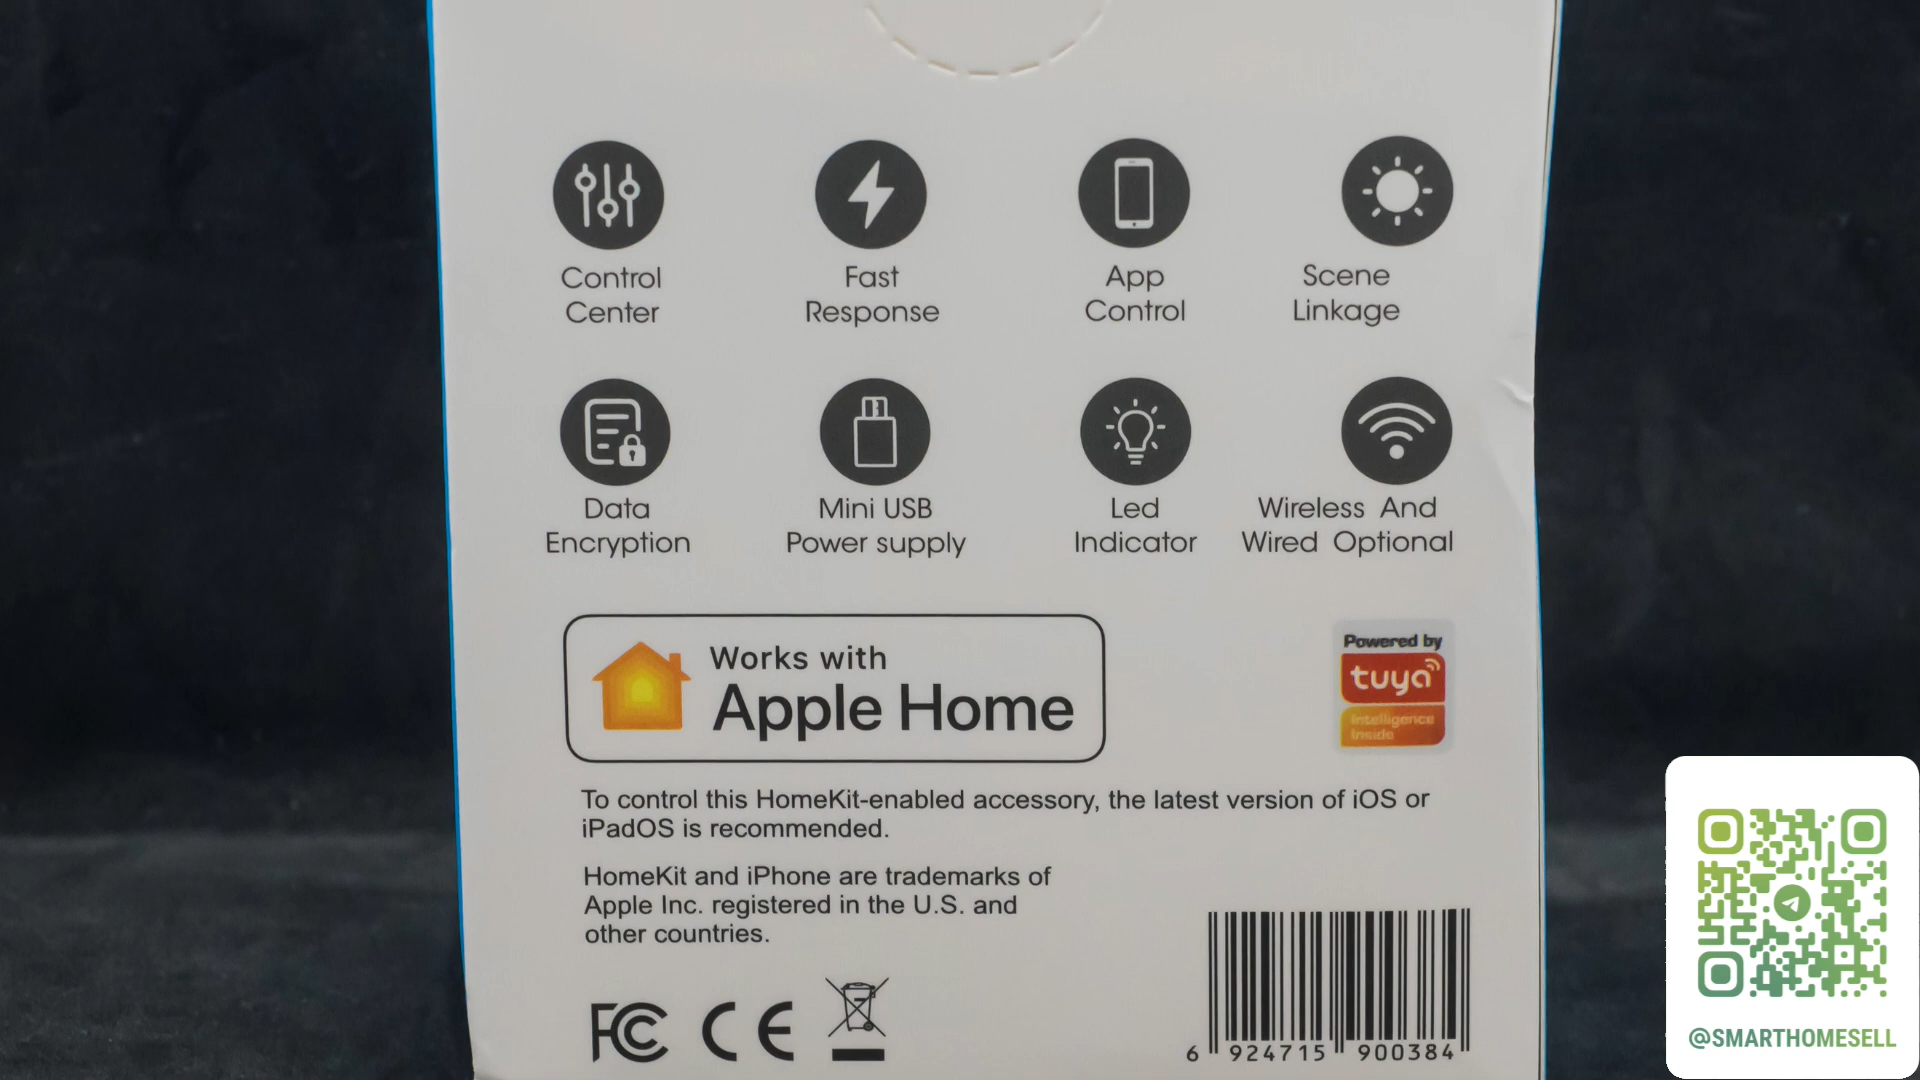 Control
Center
Fast
Response
App
Control
Scene
Linkage
Data
Encryption
Mini USB
Power supply
Led
Indicator
Wireless And
Wired Optional
Works with
Apple Home
Powered by
tuya
Intelligence
Inside
To control this HomeKit-enabled accessory, the latest version of iOS or
iPadOS is recommended.
HomeKit and iPhone are trademarks of
Apple Inc. registered in the U.S. and
other countries.
FC CE
6 924715 900384
@SMARTHOMESELL